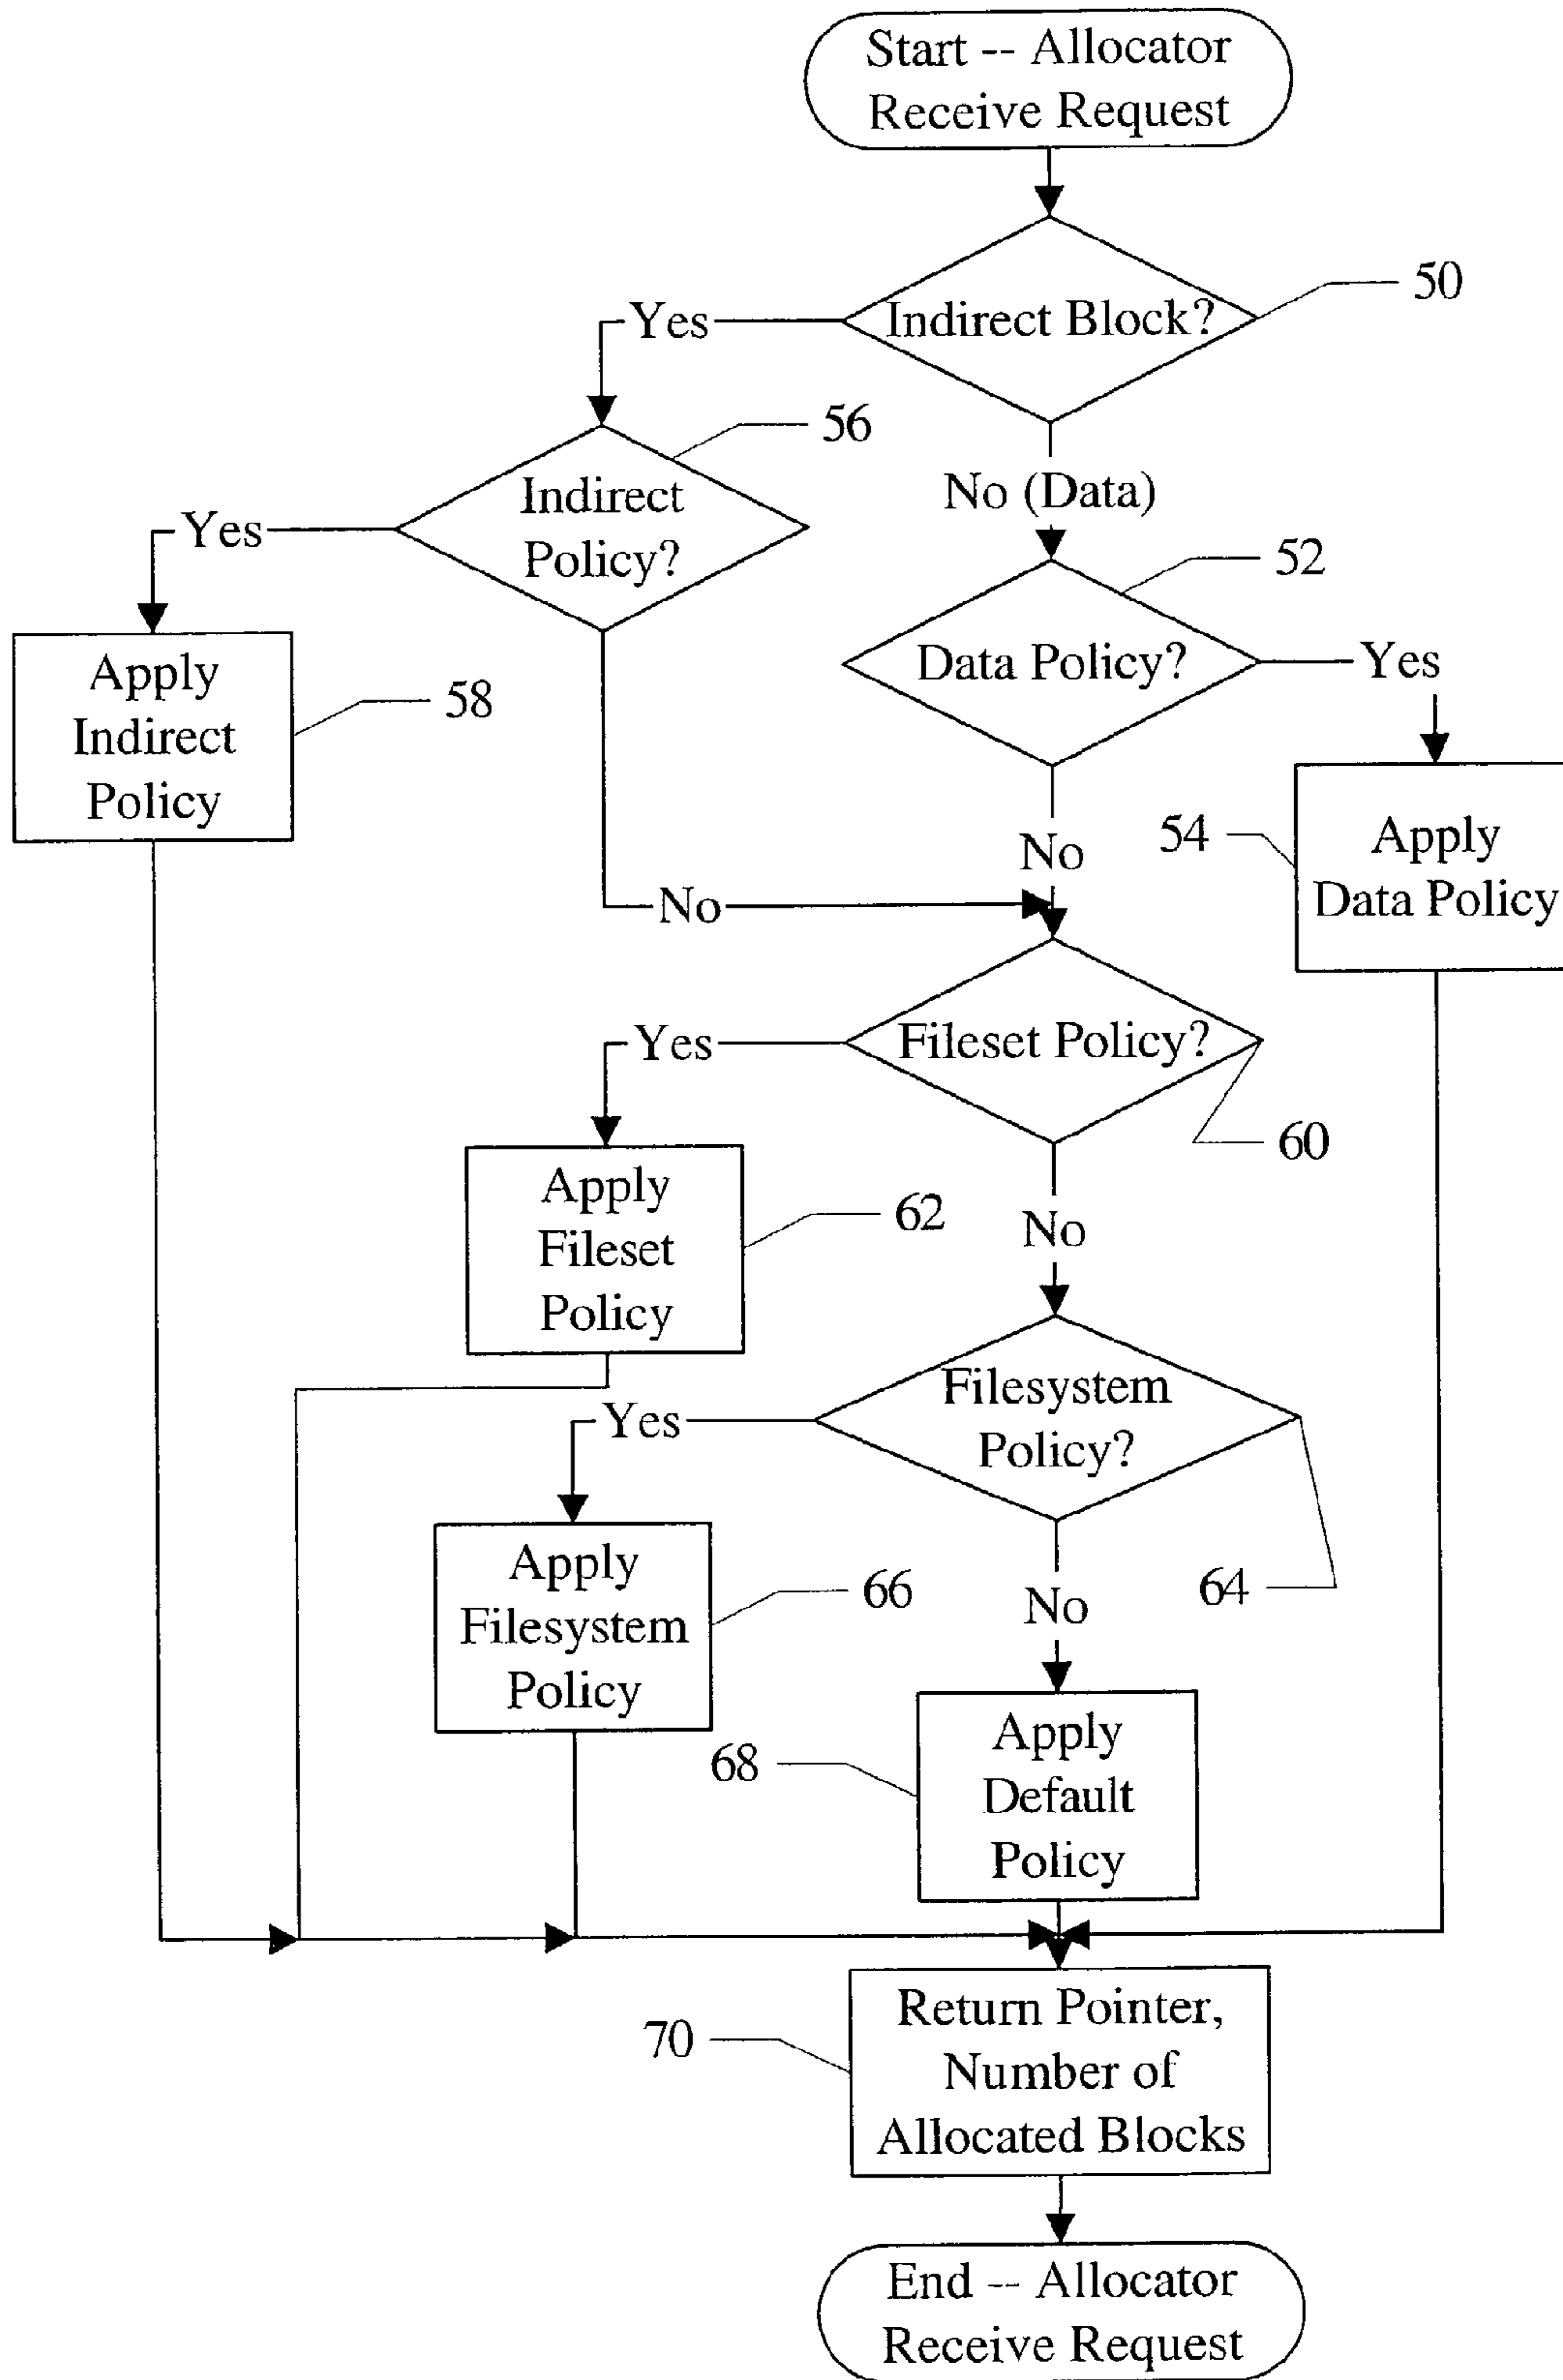 Start -- Allocator
Receive Request
Indirect Block?
50
Yes
No (Data)
56
Indirect
Policy?
Yes
52
Data Policy?
Yes
Apply
Indirect
Policy
58
No
No
54
Apply
Data Policy
Fileset Policy?
60
Yes
Apply
Fileset
Policy
62
No
Filesystem
Policy?
64
Yes
Apply
Filesystem
Policy
66
No
68
Apply
Default
Policy
70
Return Pointer,
Number of
Allocated Blocks
End -- Allocator
Receive Request